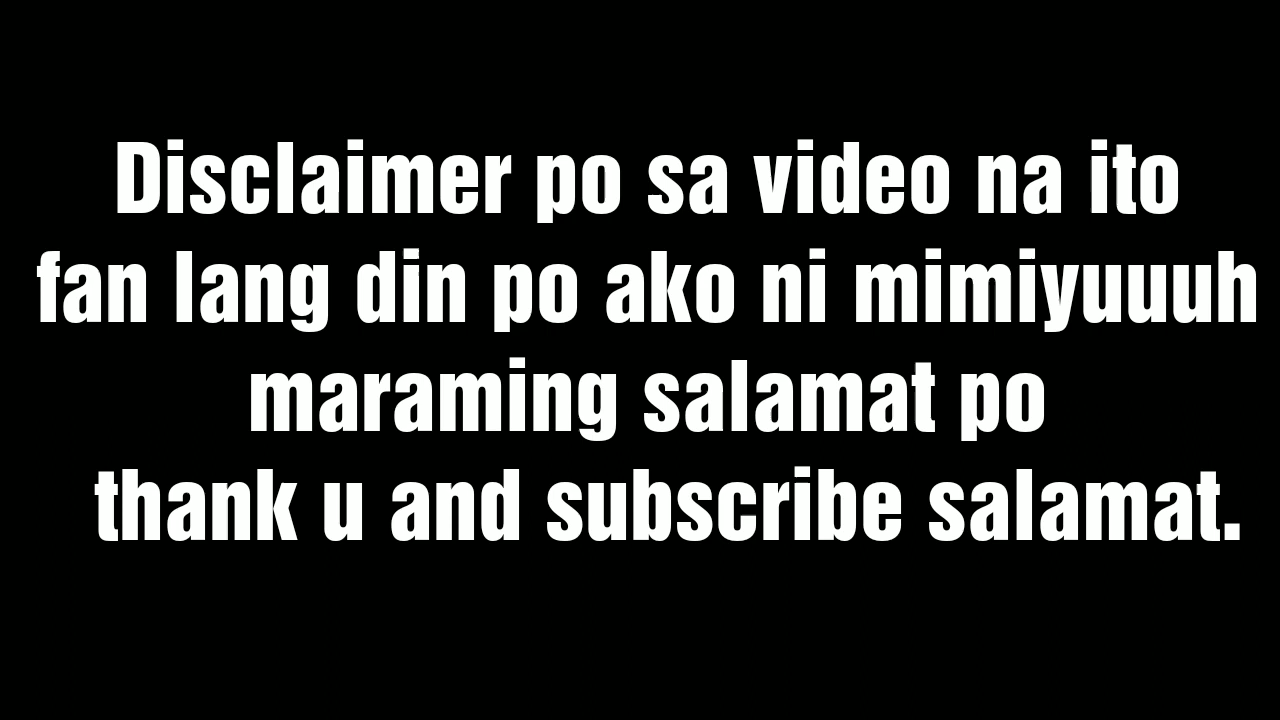 Disclaimer po sa video na ito
fan lang din po ako ni mimiyuuuh
maraming salamat po
thank u and subscribe salamat.